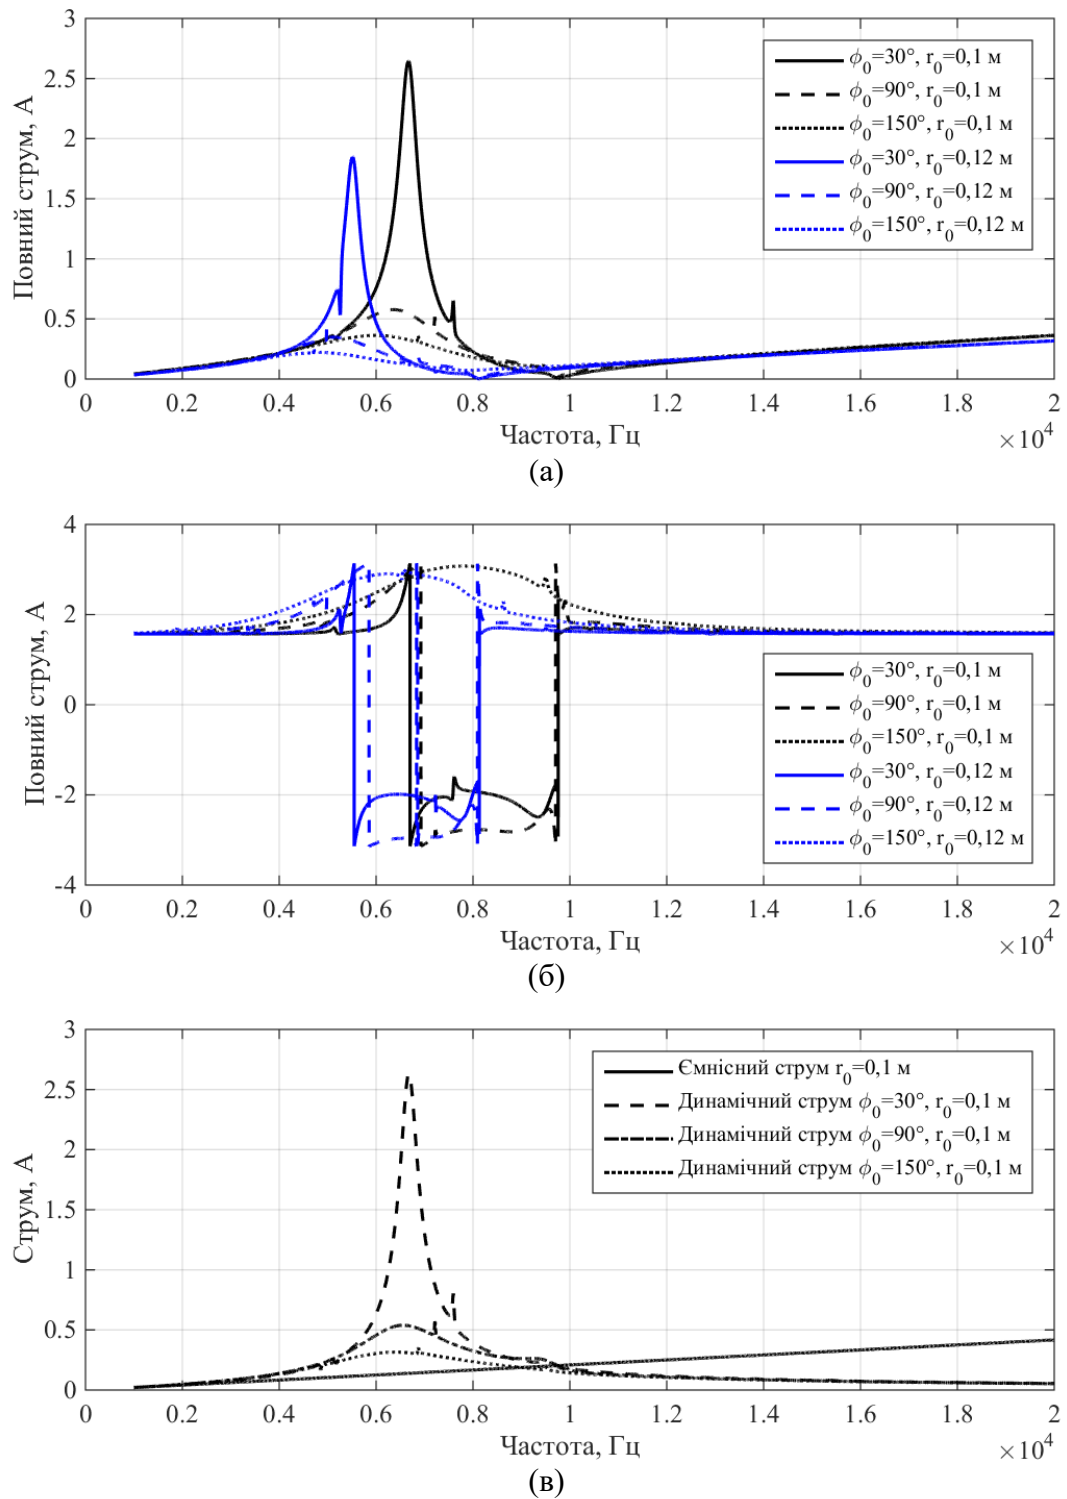 3
2.5
2
1.5
1
0.5
0
Повний струм, А
ϕ₀=30°, r₀=0,1 м
ϕ₀=90°, r₀=0,1 м
ϕ₀=150°, r₀=0,1 м
ϕ₀=30°, r₀=0,12 м
ϕ₀=90°, r₀=0,12 м
ϕ₀=150°, r₀=0,12 м
0 0.2 0.4 0.6 0.8 1 1.2 1.4 1.6 1.8 2
Частота, Гц
×10⁴
(а)
4
2
0
-2
-4
Повний струм, А
ϕ₀=30°, r₀=0,1 м
ϕ₀=90°, r₀=0,1 м
ϕ₀=150°, r₀=0,1 м
ϕ₀=30°, r₀=0,12 м
ϕ₀=90°, r₀=0,12 м
ϕ₀=150°, r₀=0,12 м
0 0.2 0.4 0.6 0.8 1 1.2 1.4 1.6 1.8 2
Частота, Гц
×10⁴
(б)
3
2.5
2
1.5
1
0.5
0
Струм, А
Ємнісний струм r₀=0,1 м
Динамічний струм ϕ₀=30°, r₀=0,1 м
Динамічний струм ϕ₀=90°, r₀=0,1 м
Динамічний струм ϕ₀=150°, r₀=0,1 м
0 0.2 0.4 0.6 0.8 1 1.2 1.4 1.6 1.8 2
Частота, Гц
×10⁴
(в)